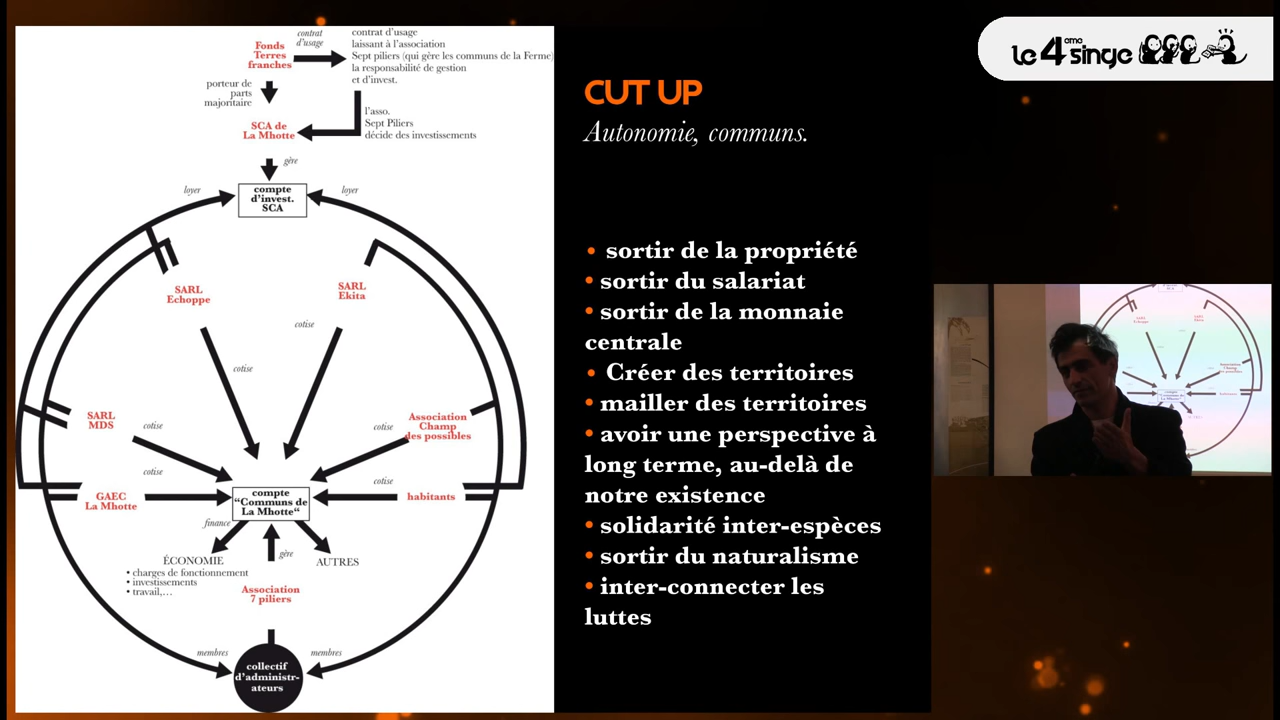 Fonds
Terres
franches
contrat
d'usage
contrat d'usage
laissant à l'association
Sept piliers (qui gère les communs de la Ferme)
la responsabilité de gestion
et d'invest.
porteur de
parts
majoritaire
l'asso.
Sept Piliers
décide des investissements
SCA de
La Mhotte
gère
loyer
compte
d'invest.
SCA
loyer
SARL
Echoppe
SARL
Ekita
cotise
cotise
SARL
MDS
cotise
cotise
Association
Champ
des possibles
cotise
cotise
GAEC
La Mhotte
compte
“Communs de
La Mhotte“
habitants
finance
gère
ÉCONOMIE
• charges de fonctionnement
• investissements
• travail,...
AUTRES
Association
7 piliers
membres
membres
collectif
d'administr-
ateurs
CUT UP
Autonomie, communs.
• sortir de la propriété
• sortir du salariat
• sortir de la monnaie
centrale
• Créer des territoires
• mailler des territoires
• avoir une perspective à
long terme, au-delà de
notre existence
• solidarité inter-espèces
• sortir du naturalisme
• inter-connecter les
luttes
le 4eme singe